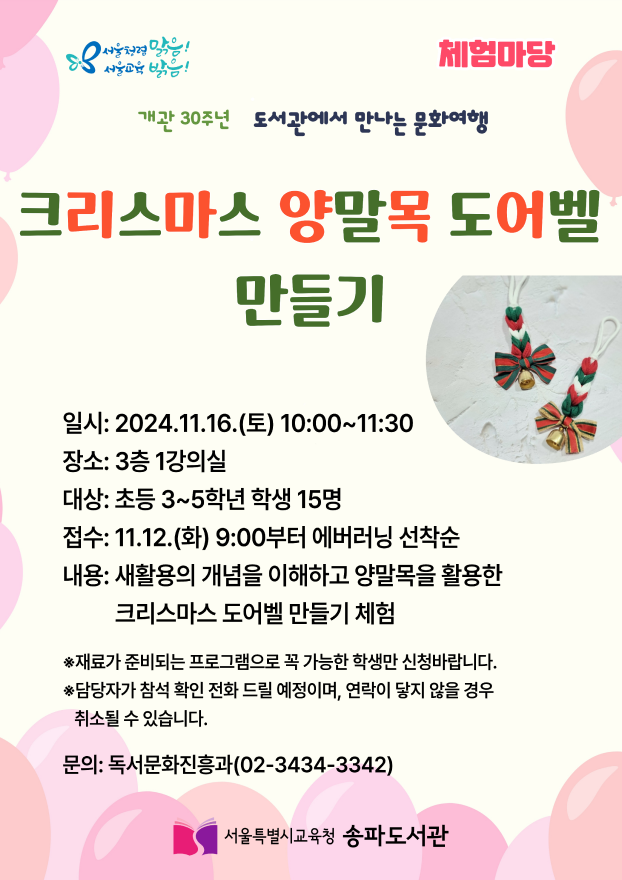 서울청렴 맑음!
서울교육 밝음!
체험마당
개관 30주년 도서관에서 만나는 문화여행
크리스마스 양말목 도어벨
만들기
일시: 2024.11.16.(토) 10:00~11:30
장소: 3층 1강의실
대상: 초등 3~5학년 학생 15명
접수: 11.12.(화) 9:00부터 에버러닝 선착순
내용: 새활용의 개념을 이해하고 양말목을 활용한
크리스마스 도어벨 만들기 체험
※재료가 준비되는 프로그램으로 꼭 가능한 학생만 신청바랍니다.
※담당자가 참석 확인 전화 드릴 예정이며, 연락이 닿지 않을 경우
취소될 수 있습니다.
문의: 독서문화진흥과(02-3434-3342)
서울특별시교육청 송파도서관